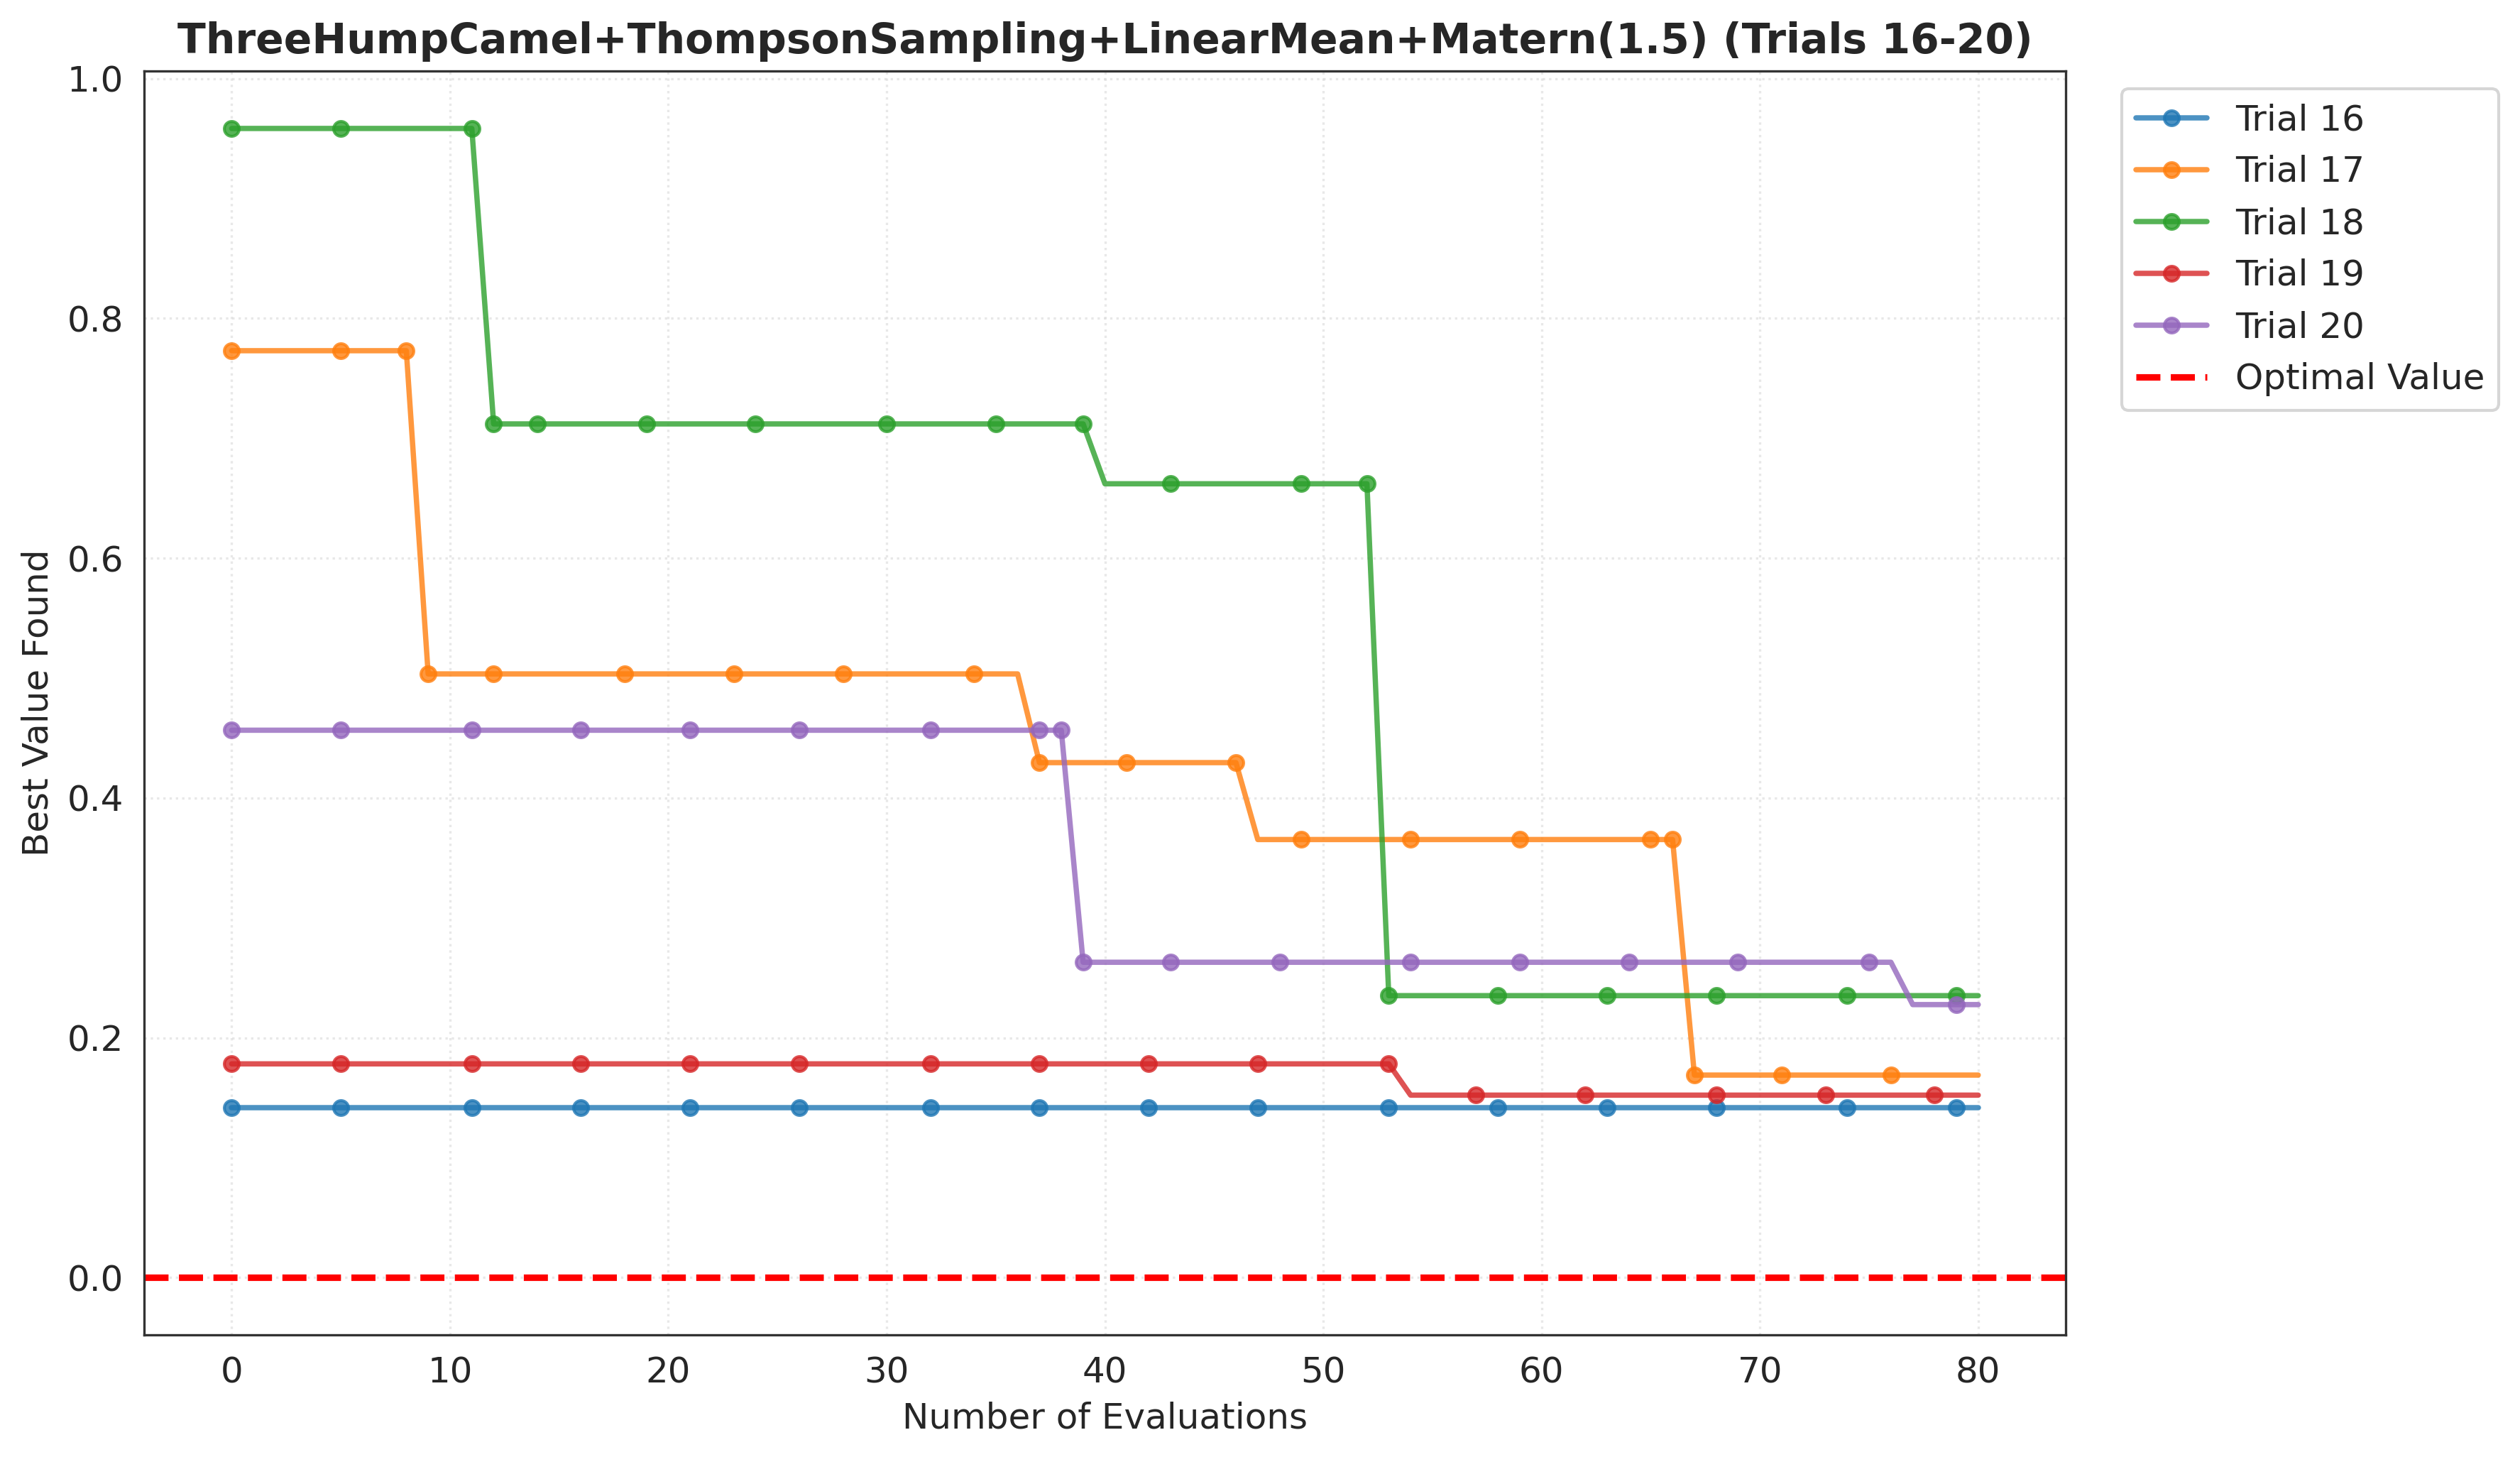 ThreeHumpCamel+ThompsonSampling+LinearMean+Matern(1.5) (Trials 16-20)
1.0
0.8
0.6
0.4
0.2
0.0
Best Value Found
0 10 20 30 40 50 60 70 80
Number of Evaluations
Trial 16
Trial 17
Trial 18
Trial 19
Trial 20
Optimal Value